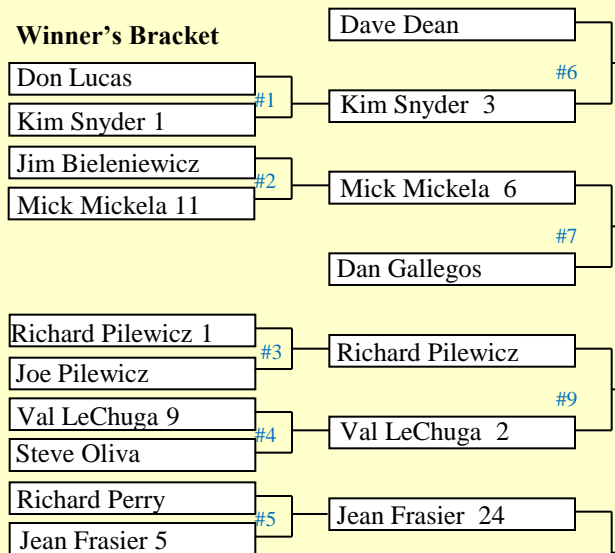 Winner's Bracket
Don Lucas
#1
Kim Snyder 1
Jim Bieleniewicz
#2
Mick Mickela 11
Richard Pilewicz 1
#3
Joe Pilewicz
Val LeChuga 9
#4
Steve Oliva
Richard Perry
#5
Jean Frasier 5
Dave Dean
#6
Kim Snyder 3
Mick Mickela 6
#7
Dan Gallegos
Richard Pilewicz
#9
Val LeChuga 2
Jean Frasier 24